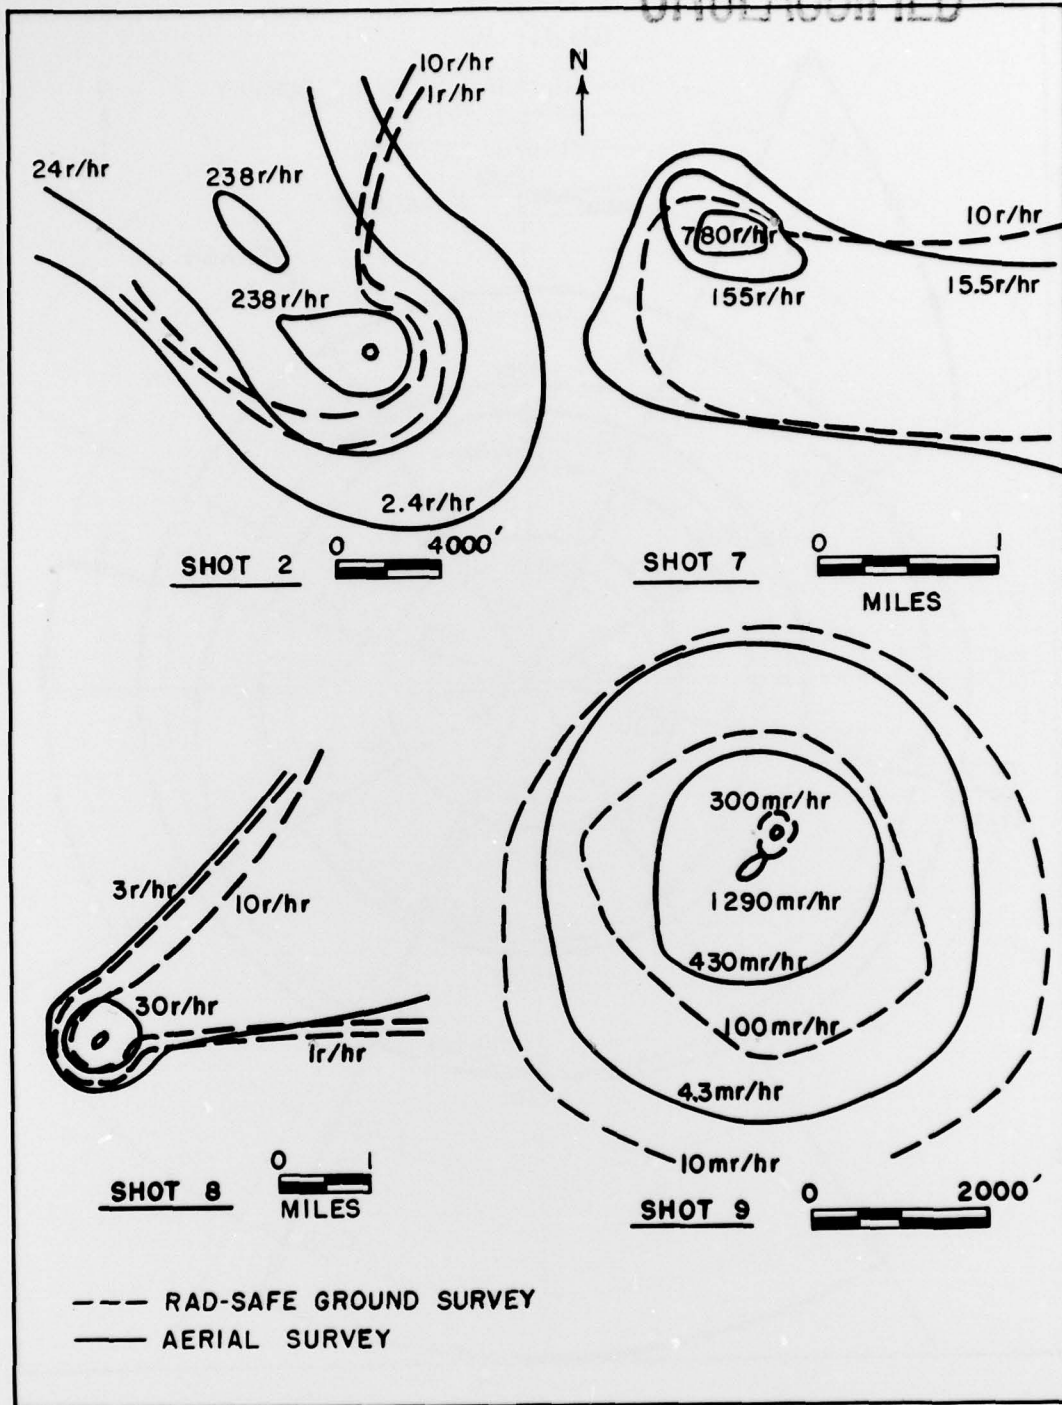 UNCLASSIFIED
10r/hr
1r/hr
N
24r/hr
238r/hr
238r/hr
2.4r/hr
SHOT 2
0 4000'
780r/hr
10r/hr
155r/hr
15.5r/hr
SHOT 7
0 1
MILES
3r/hr
10r/hr
30r/hr
1r/hr
SHOT 8
0 1
MILES
300mr/hr
1290mr/hr
430mr/hr
100mr/hr
4.3mr/hr
10mr/hr
SHOT 9
0 2000'
RAD-SAFE GROUND SURVEY
AERIAL SURVEY